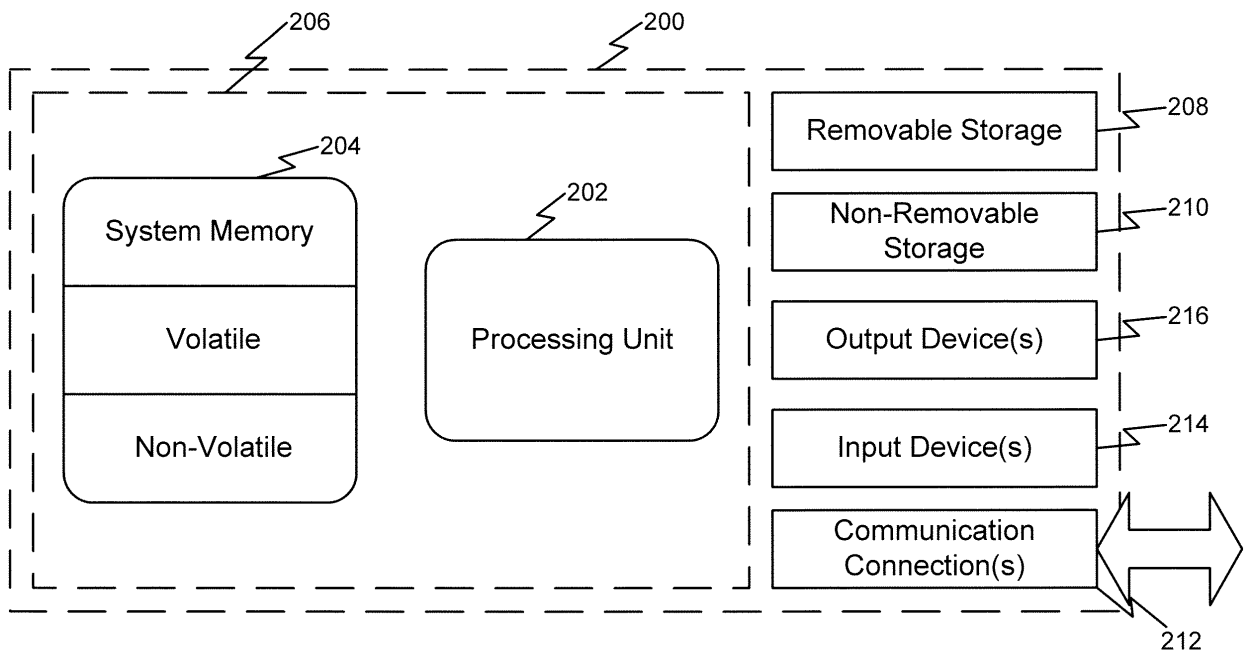 206
200
204
202
System Memory
Volatile
Non-Volatile
Processing Unit
Removable Storage
208
Non-Removable
Storage
210
Output Device(s)
216
Input Device(s)
214
Communication
Connection(s)
212